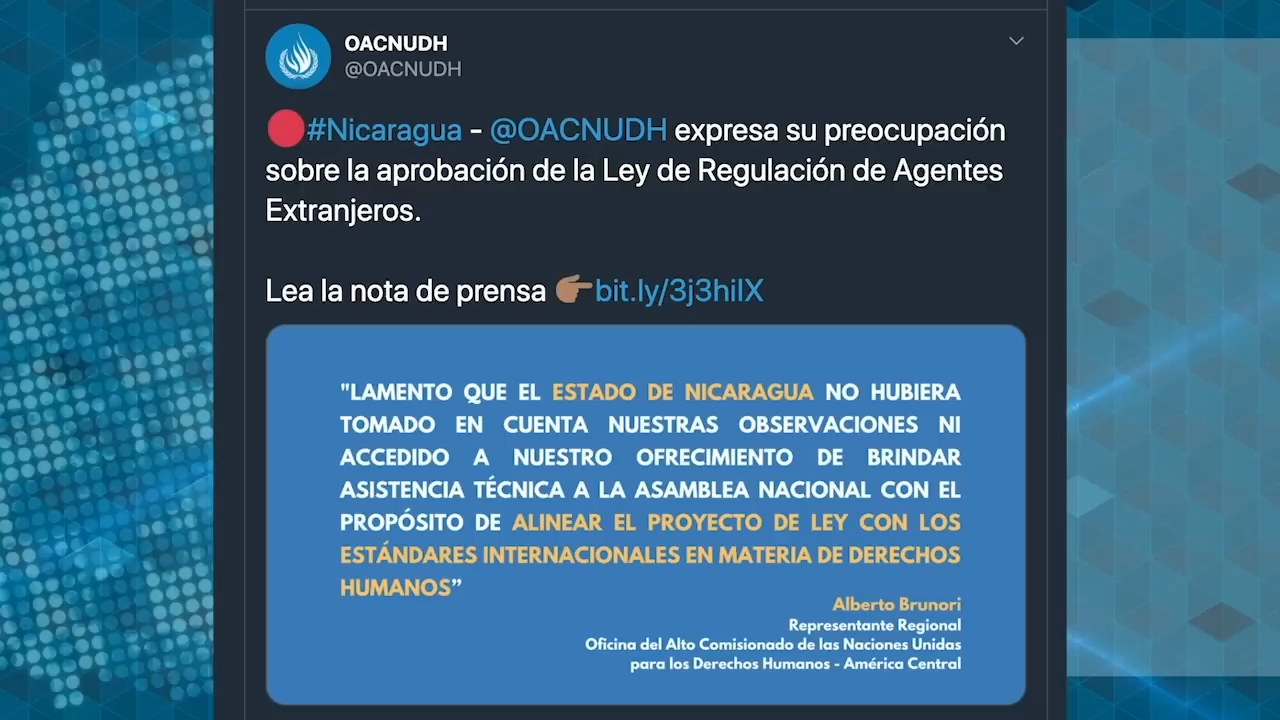 OACNUDH
@OACNUDH
🔴#Nicaragua - @OACNUDH expresa su preocupación
sobre la aprobación de la Ley de Regulación de Agentes
Extranjeros.
Lea la nota de prensa 👉🏽bit.ly/3j3hilX
"LAMENTO QUE EL ESTADO DE NICARAGUA NO HUBIERA
TOMADO EN CUENTA NUESTRAS OBSERVACIONES NI
ACCEDIDO A NUESTRO OFRECIMIENTO DE BRINDAR
ASISTENCIA TÉCNICA A LA ASAMBLEA NACIONAL CON EL
PROPÓSITO DE ALINEAR EL PROYECTO DE LEY CON LOS
ESTÁNDARES INTERNACIONALES EN MATERIA DE DERECHOS
HUMANOS”
Alberto Brunori
Representante Regional
Oficina del Alto Comisionado de las Naciones Unidas
para los Derechos Humanos - América Central